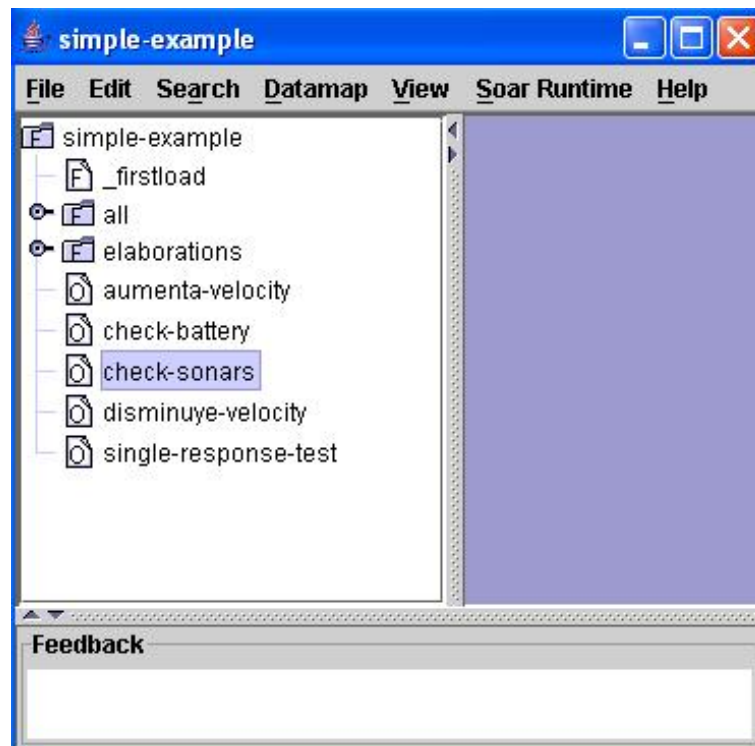 simple-example
File Edit Search Datamap View Soar Runtime Help
F simple-example
F _firstload
F all
F elaborations
O aumenta-velocity
O check-battery
O check-sonars
O disminuye-velocity
O single-response-test
Feedback